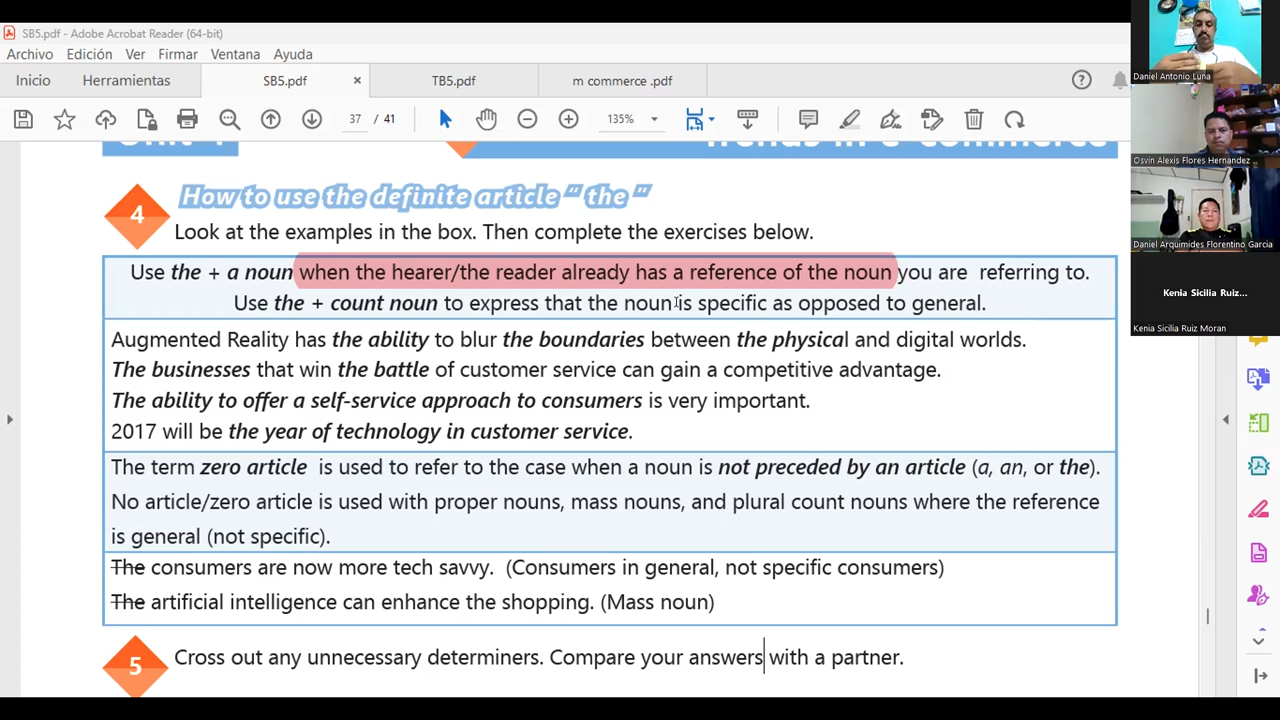 SB5.pdf - Adobe Acrobat Reader (64-bit)
Archivo Edición Ver Firmar Ventana Ayuda
Inicio Herramientas SB5.pdf × TB5.pdf m commerce .pdf
37 / 41 135%
Unit 4 Trends in e-commerce
4 How to use the definite article “ the ”
Look at the examples in the box. Then complete the exercises below.
Use the + a noun when the hearer/the reader already has a reference of the noun you are referring to.
Use the + count noun to express that the noun is specific as opposed to general.
Augmented Reality has the ability to blur the boundaries between the physical and digital worlds.
The businesses that win the battle of customer service can gain a competitive advantage.
The ability to offer a self-service approach to consumers is very important.
2017 will be the year of technology in customer service.
The term zero article is used to refer to the case when a noun is not preceded by an article (a, an, or the).
No article/zero article is used with proper nouns, mass nouns, and plural count nouns where the reference
is general (not specific).
The consumers are now more tech savvy. (Consumers in general, not specific consumers)
The artificial intelligence can enhance the shopping. (Mass noun)
5 Cross out any unnecessary determiners. Compare your answers with a partner.
Daniel Antonio Luna
Osvin Alexis Flores Hernandez
Daniel Arquimides Florentino Garcia
Kenia Sicilia Ruiz...
Kenia Sicilia Ruiz Moran